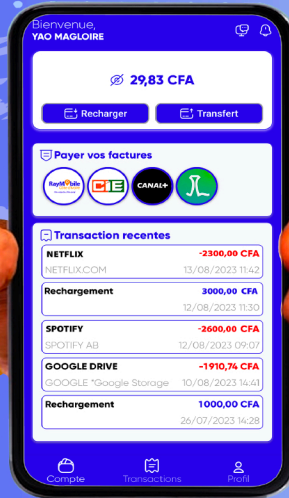 Bienvenue,
YAO MAGLOIRE
29,83 CFA
Recharger
Transfert
Payer vos factures
RayMobile
CIE
CANAL+
Transaction recentes
NETFLIX -2300,00 CFA
NETFLIX.COM 13/08/2023 11:42
Rechargement 3000,00 CFA
12/08/2023 11:30
SPOTIFY -2600,00 CFA
SPOTIFY AB 12/08/2023 09:07
GOOGLE DRIVE -1910,74 CFA
GOOGLE *Google Storage 10/08/2023 14:41
Rechargement 1000,00 CFA
26/07/2023 14:28
Compte
Transactions
Profil